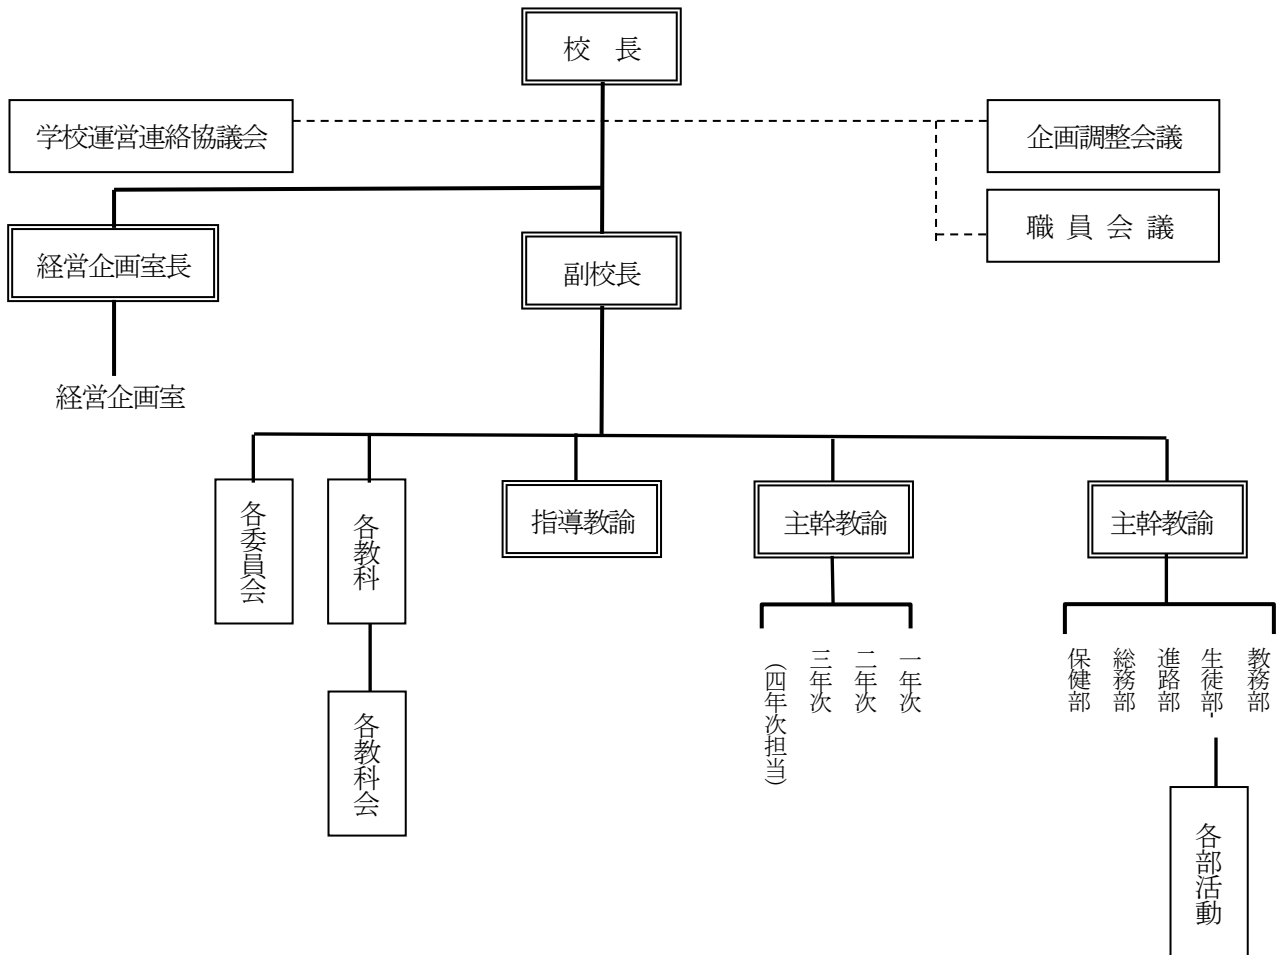 校　長
学校運営連絡協議会
企画調整会議
職 員 会 議
経営企画室長
副校長
経営企画室
各委員会
各教科
指導教諭
主幹教諭
主幹教諭
各教科会
一年次
二年次
三年次
（四年次担当）
教務部
生徒部-
進路部
総務部
保健部
各部活動